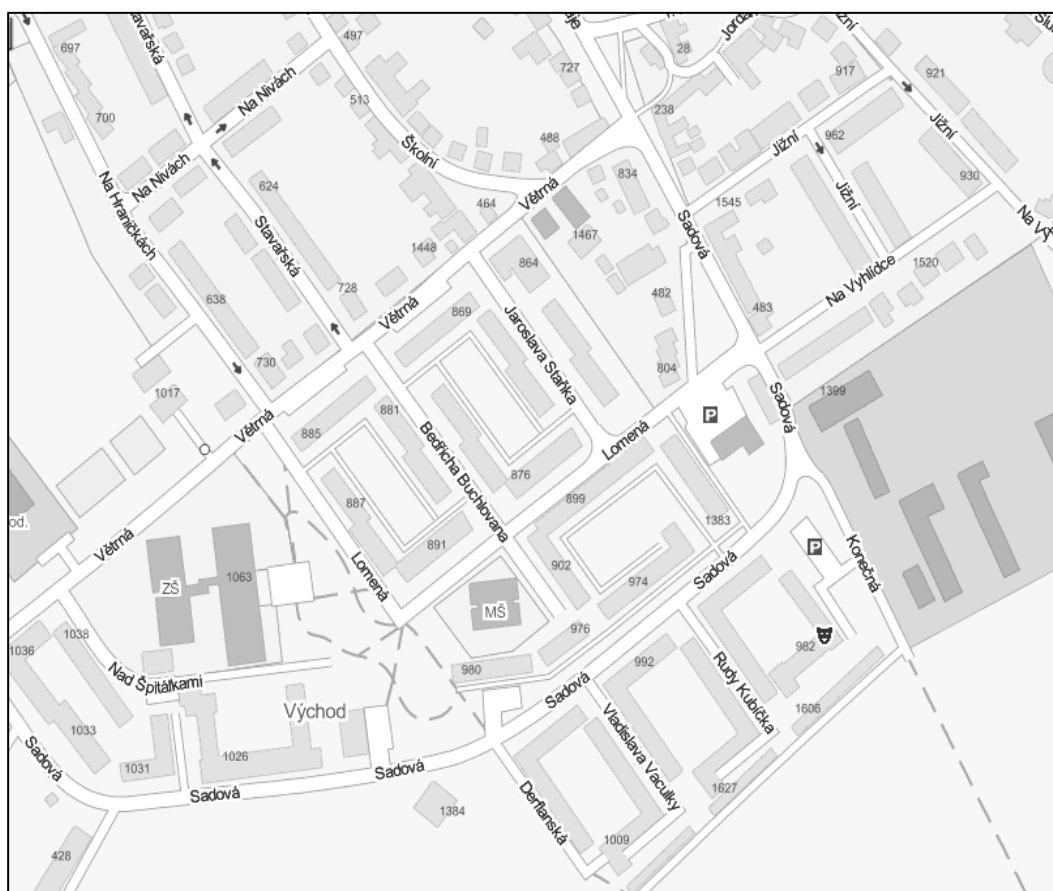 Stavařská
697
700
Na Nivách
497
513
727
28
238
Jižní
917
921
962
Jižní
Jižní
Jižní
930
Na Nivách
Školní
488
834
Větrná
464
1448
1467
Sadová
1545
Na Hraničkách
624
Stavařská
638
728
730
864
869
482
804
483
Na Vyhlídce
1520
1017
Větrná
Větrná
Větrná
885
881
887
891
Bedřicha Buchlovana
Jaroslava Staňka
876
Lomená
899
1383
P
Sadová
1399
od.
ZŠ
1063
Lomená
MŠ
902
974
976
980
Sadová
P
Konečná
982
1606
1036
1038
1033
1031
1026
Nad Špitálkami
Východ
Sadová
Sadová
Sadová
Sadová
992
Rudy Kubíčka
Vladislava Vaculky
1627
1009
Derflanská
1384
428